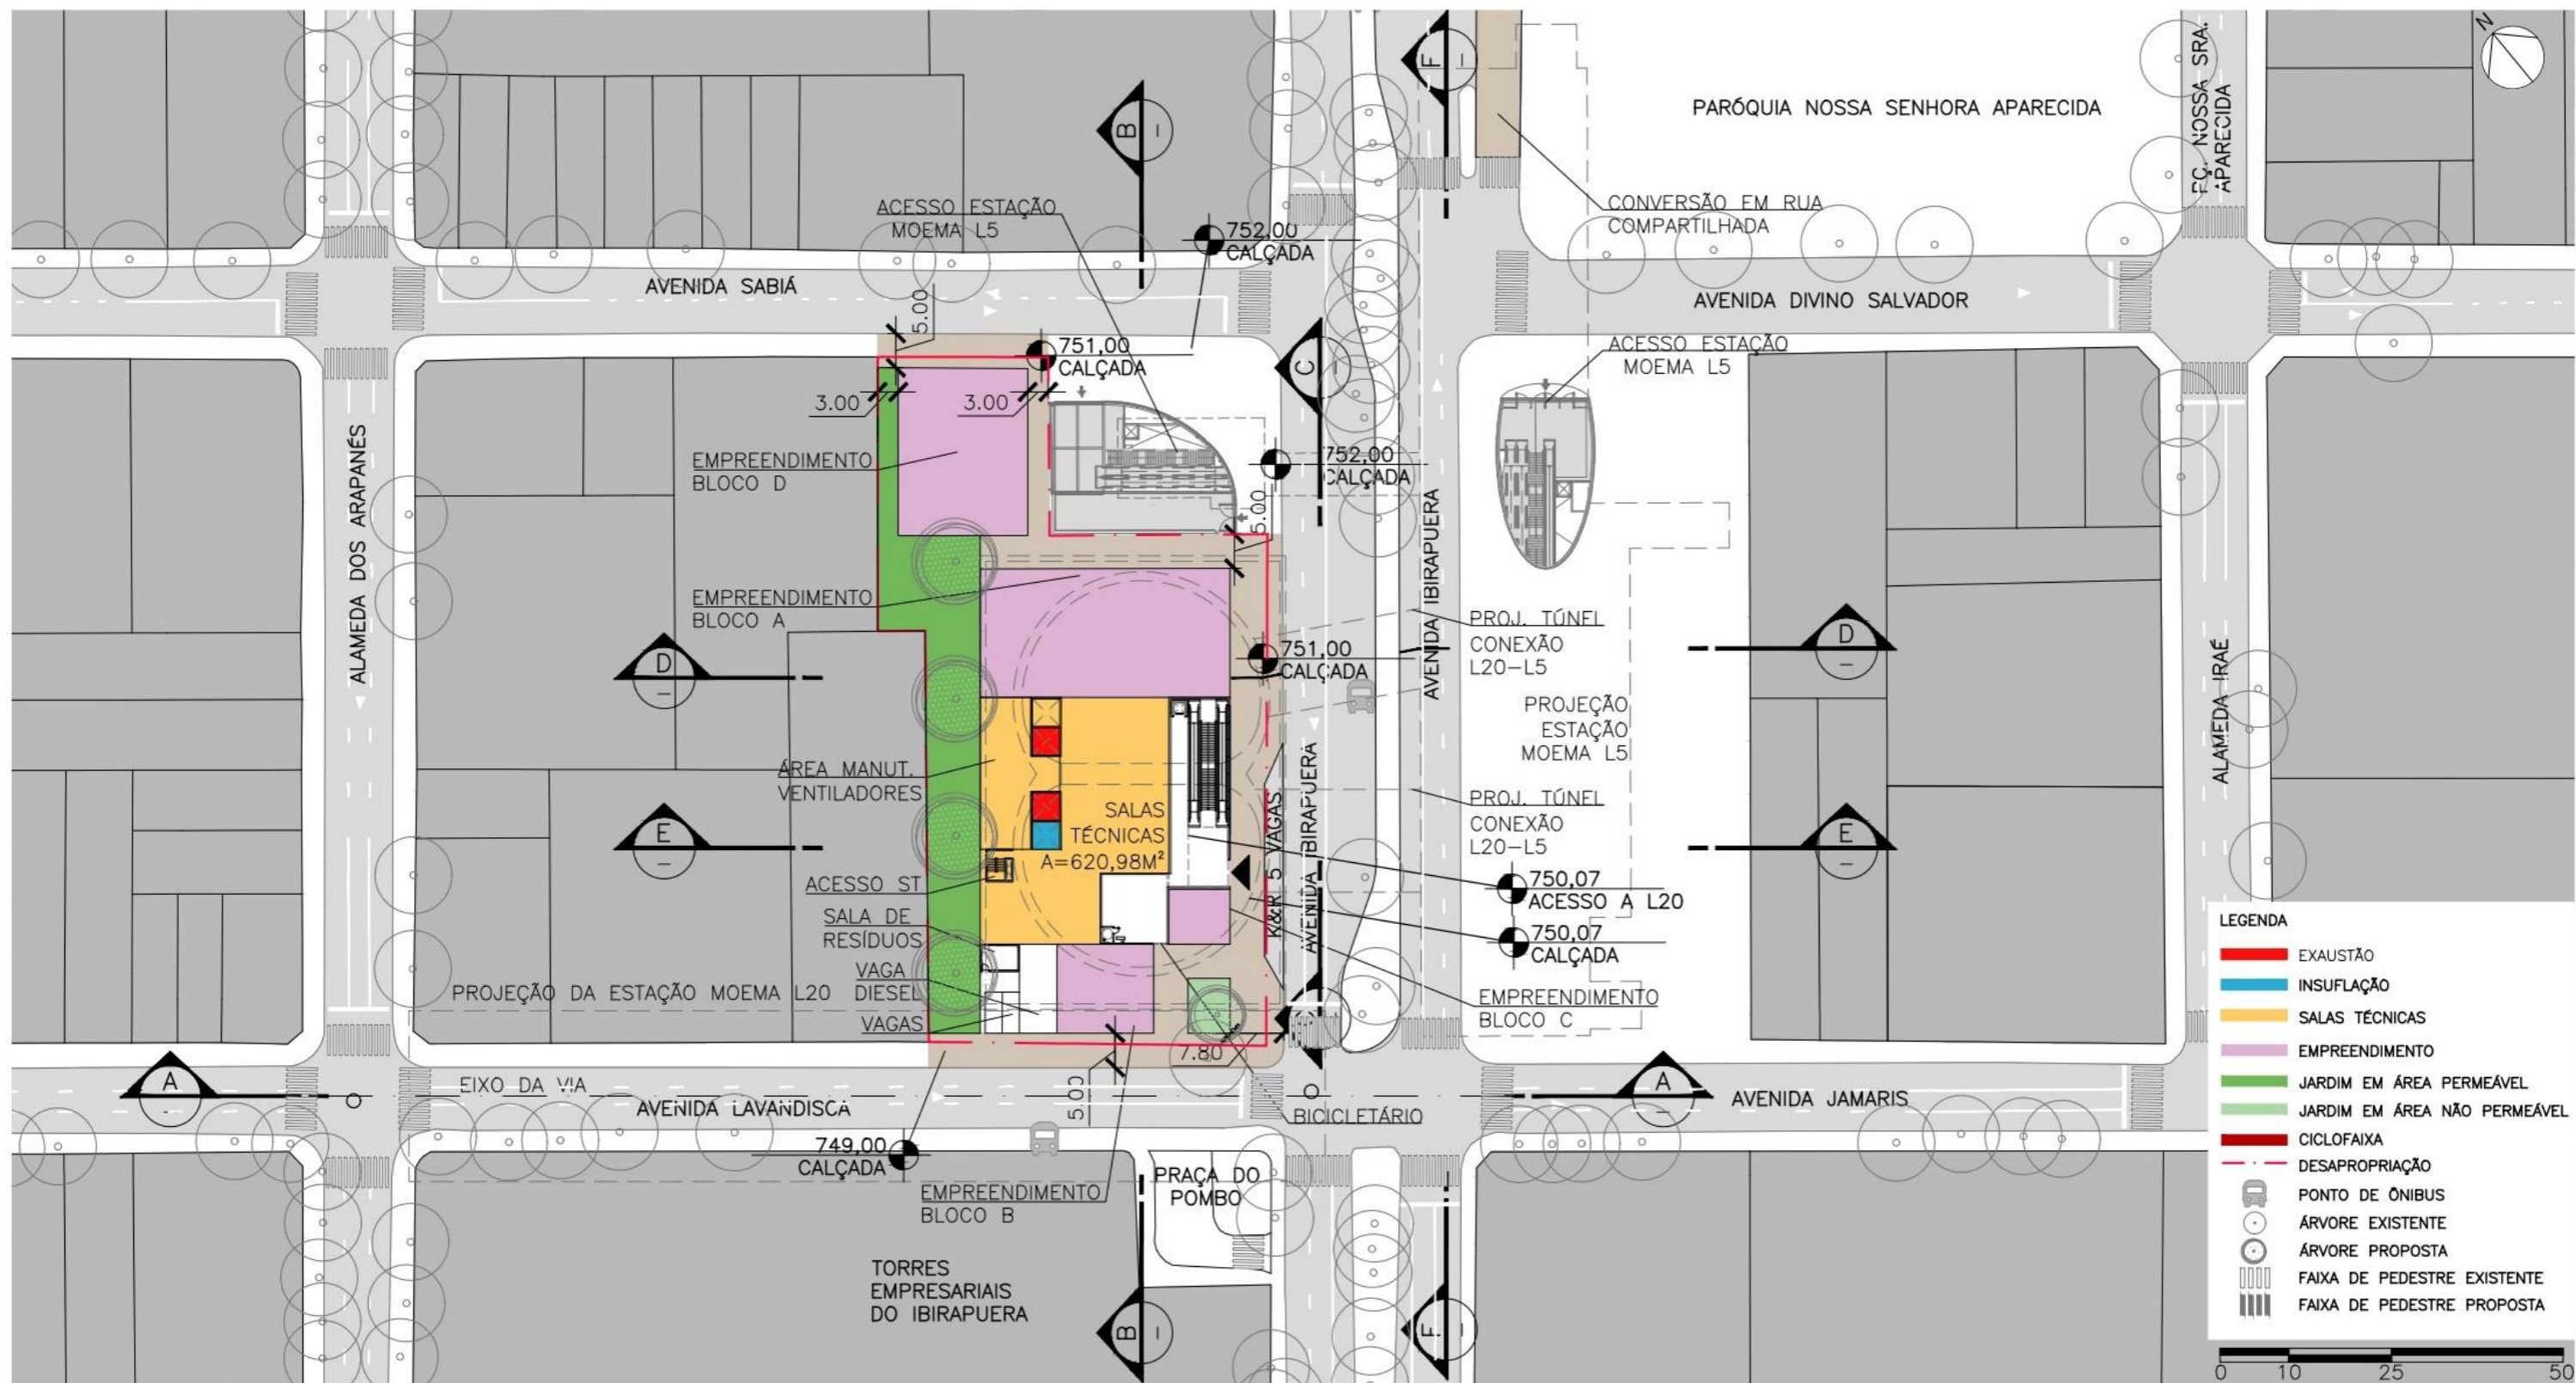 N
F
–
PARÓQUIA NOSSA SENHORA APARECIDA
PÇ. NOSSA SRA.
APARECIDA
B
–
ACESSO ESTAÇÃO
MOEMA L5
752,00
CALÇADA
CONVERSÃO EM RUA
COMPARTILHADA
AVENIDA SABIÁ
AVENIDA DIVINO SALVADOR
5.00
751,00
CALÇADA
C
–
ACESSO ESTAÇÃO
MOEMA L5
3.00
3.00
ALAMEDA DOS ARAPANÉS
EMPREENDIMENTO
BLOCO D
752,00
CALÇADA
5.00
AVENIDA IBIRAPUERA
EMPREENDIMENTO
BLOCO A
PROJ. TÚNEL
CONEXÃO
L20–L5
D
–
D
–
751,00
CALÇADA
PROJEÇÃO
ESTAÇÃO
MOEMA L5
ALAMEDA IRAÉ
ÁREA MANUT.
VENTILADORES
SALAS
TÉCNICAS
A=620,98M²
K&R 5 VAGAS
AVENIDA IBIRAPUERA
PROJ. TÚNEL
CONEXÃO
L20–L5
E
–
E
–
ACESSO ST
750,07
ACESSO A L20
SALA DE
RESÍDUOS
750,07
CALÇADA
VAGA
DIESEL
PROJEÇÃO DA ESTAÇÃO MOEMA L20
VAGAS
EMPREENDIMENTO
BLOCO C
7.80
5.00
A
EIXO DA VIA
AVENIDA LAVANDISCA
A
–
AVENIDA JAMARIS
BICICLETÁRIO
749,00
CALÇADA
PRAÇA DO
POMBO
EMPREENDIMENTO
BLOCO B
TORRES
EMPRESARIAIS
DO IBIRAPUERA
B
–
F
–
LEGENDA
EXAUSTÃO
INSUFLAÇÃO
SALAS TÉCNICAS
EMPREENDIMENTO
JARDIM EM ÁREA PERMEÁVEL
JARDIM EM ÁREA NÃO PERMEÁVEL
CICLOFAIXA
DESAPROPRIAÇÃO
PONTO DE ÔNIBUS
ÁRVORE EXISTENTE
ÁRVORE PROPOSTA
FAIXA DE PEDESTRE EXISTENTE
FAIXA DE PEDESTRE PROPOSTA
0 10 25 50